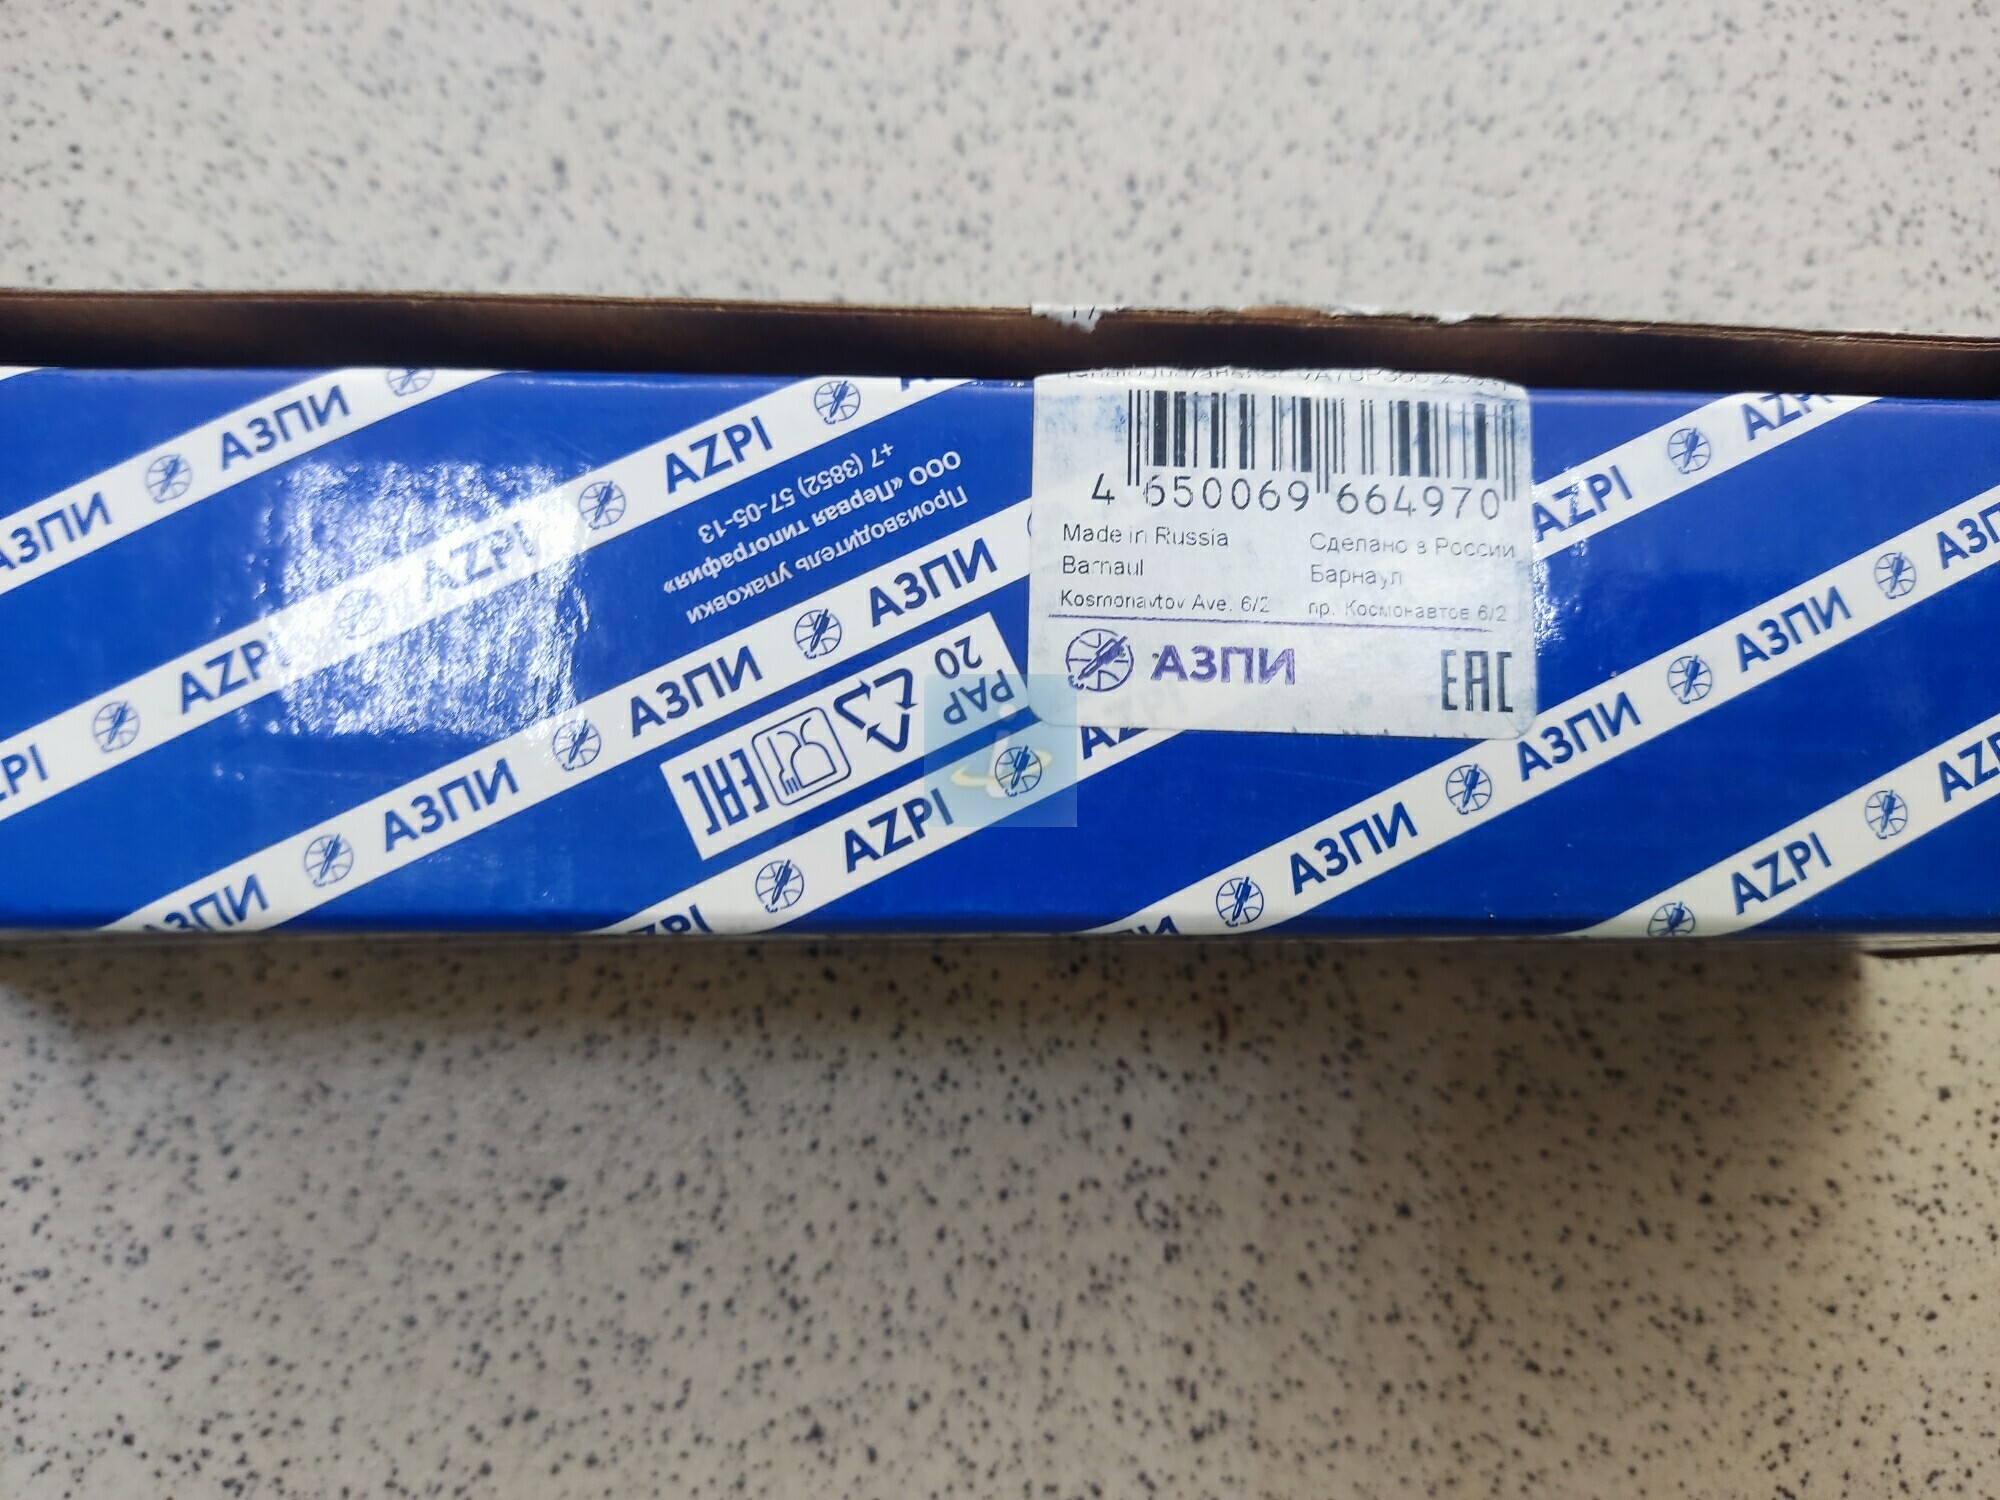 4 650069 664970
Made in Russia
Сделано в России
Barnaul
Барнаул
Kosmonavtov Ave. 6/2
пр. Космонавтов 6/2
АЗПИ
EAC
Производитель упаковки
ООО «Первая типография»
+7 (3852) 57-05-13
20
PAP
EAC
АЗПИ
AZPI
AZPI
AZPI
АЗПИ
АЗПИ
АЗПИ
АЗПИ
AZPI
AZPI
АЗПИ
АЗПИ
АЗПИ
AZPI